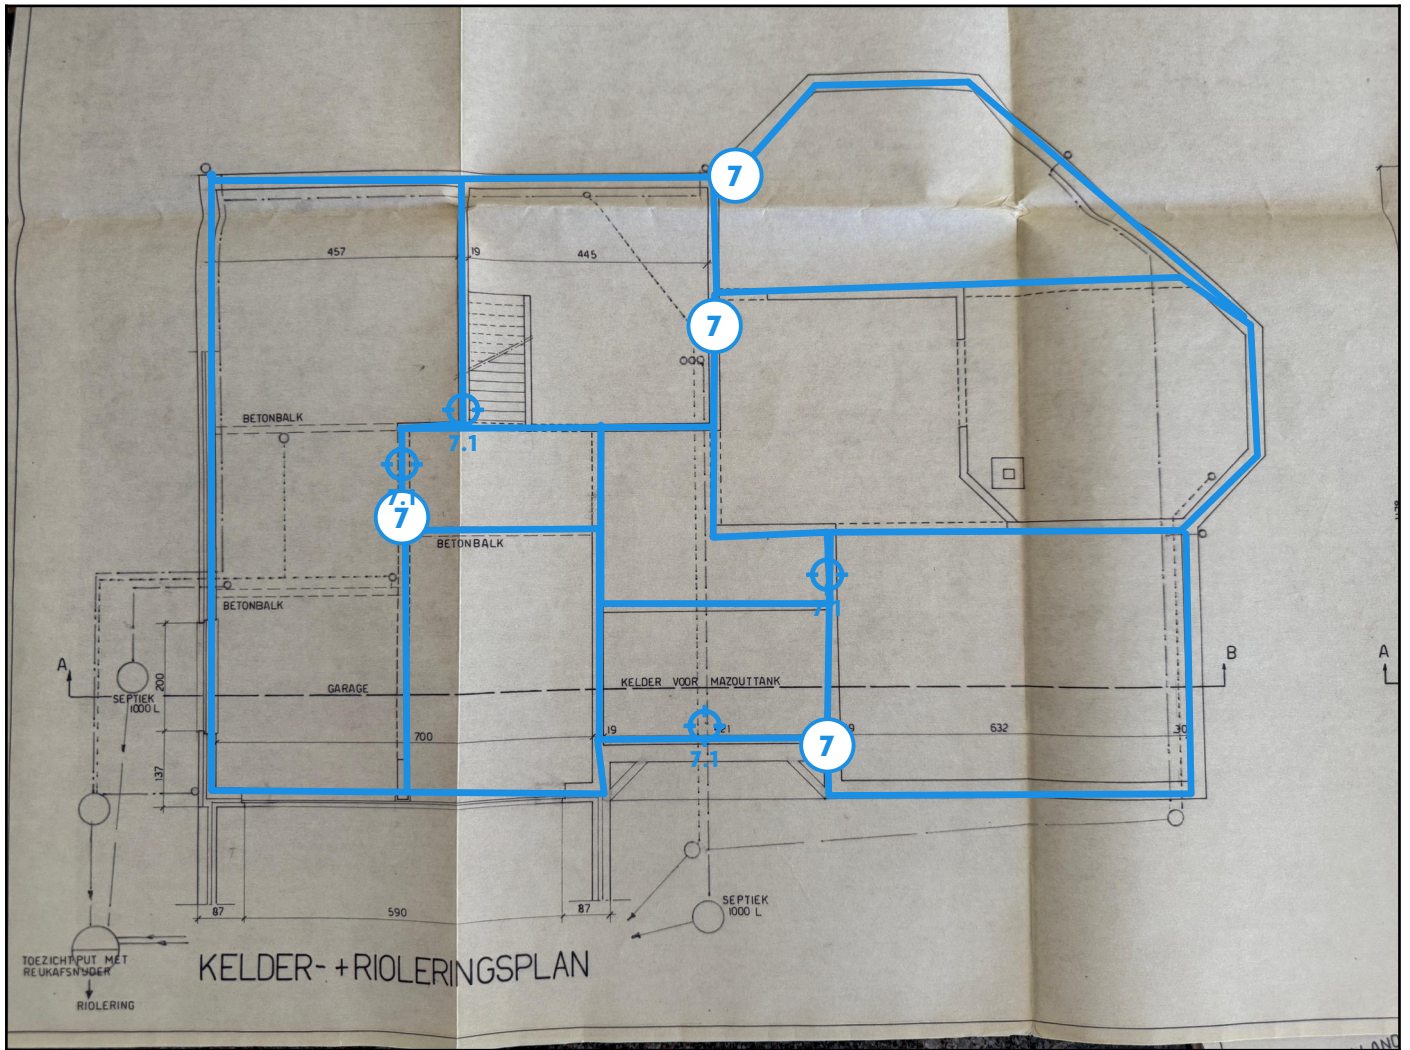 7
457
19
445
7
BETONBALK
7.1
7.1
7
BETONBALK
BETONBALK
A
B
A
200
SEPTIEK
1000 L
GARAGE
KELDER VOOR MAZOUTTANK
7.1
19
21
9
632
30
700
7
137
SEPTIEK
1000 L
87
590
87
TOEZICHTPUT MET
REUKAFSNIJDER
RIOLERING
KELDER- + RIOLERINGSPLAN
LAND